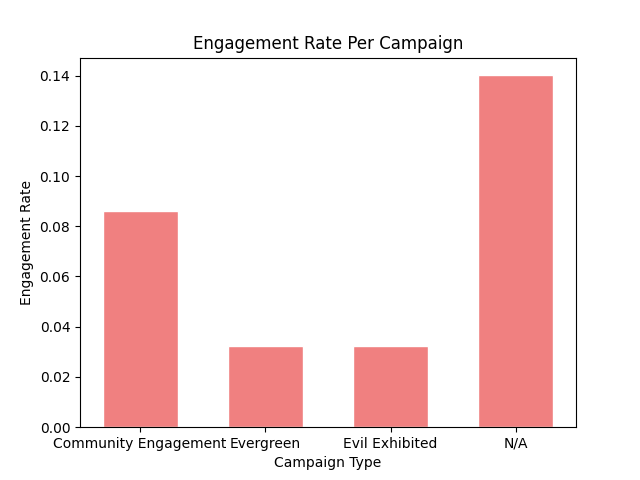 Engagement Rate Per Campaign
Engagement Rate
0.14
0.12
0.10
0.08
0.06
0.04
0.02
0.00
Community Engagement
Evergreen
Evil Exhibited
N/A
Campaign Type